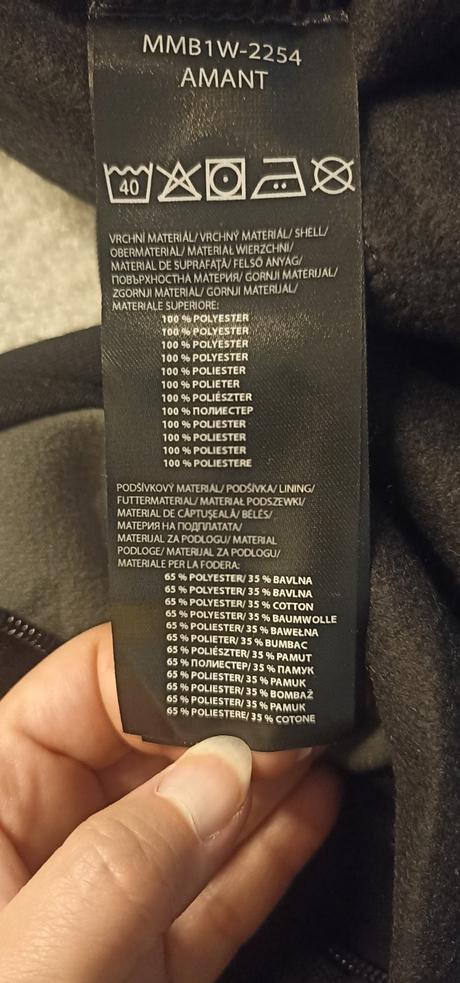 MMB1W-2254
AMANT
40
VRCHNÍ MATERIÁL/ VRCHNÝ MATERIÁL/ SHELL/
OBERMATERIAL/ MATERIAŁ WIERZCHNI/
MATERIAL DE SUPRAFAŢĂ/ FELSŐ ANYAG/
ПОВЪРХНОСТНА МАТЕРИЯ/ GORNJI MATERIJAL/
ZGORNJI MATERIAL/ GORNJI MATERIJAL/
MATERIALE SUPERIORE:
100 % POLYESTER
100 % POLYESTER
100 % POLYESTER
100 % POLYESTER
100 % POLIESTER
100 % POLIETER
100 % POLIÉSZTER
100 % ПОЛИЕСТЕР
100 % POLIESTER
100 % POLIESTER
100 % POLIESTER
100 % POLIESTERE
PODŠÍVKOVÝ MATERIÁL/ PODŠÍVKA/ LINING/
FUTTERMATERIAL/ MATERIAŁ PODSZEWKI/
MATERIAL DE CĂPTUŞEALĂ/ BÉLÉS/
МАТЕРИЯ НА ПОДПЛАТАТА/
MATERIJAL ZA PODLOGU/ MATERIAL
PODLOGE/ MATERIJAL ZA PODLOGU/
MATERIALE PER LA FODERA:
65 % POLYESTER/ 35 % BAVLNA
65 % POLYESTER/ 35 % BAVLNA
65 % POLYESTER/ 35 % COTTON
65 % POLYESTER/ 35 % BAUMWOLLE
65 % POLIESTER/ 35 % BAWEŁNA
65 % POLIETER/ 35 % BUMBAC
65 % POLIÉSZTER/ 35 % PAMUT
65 % ПОЛИЕСТЕР/ 35 % ПАМУК
65 % POLIESTER/ 35 % PAMUK
65 % POLIESTER/ 35 % BOMBAŽ
65 % POLIESTER/ 35 % PAMUK
65 % POLIESTERE/ 35 % COTONE